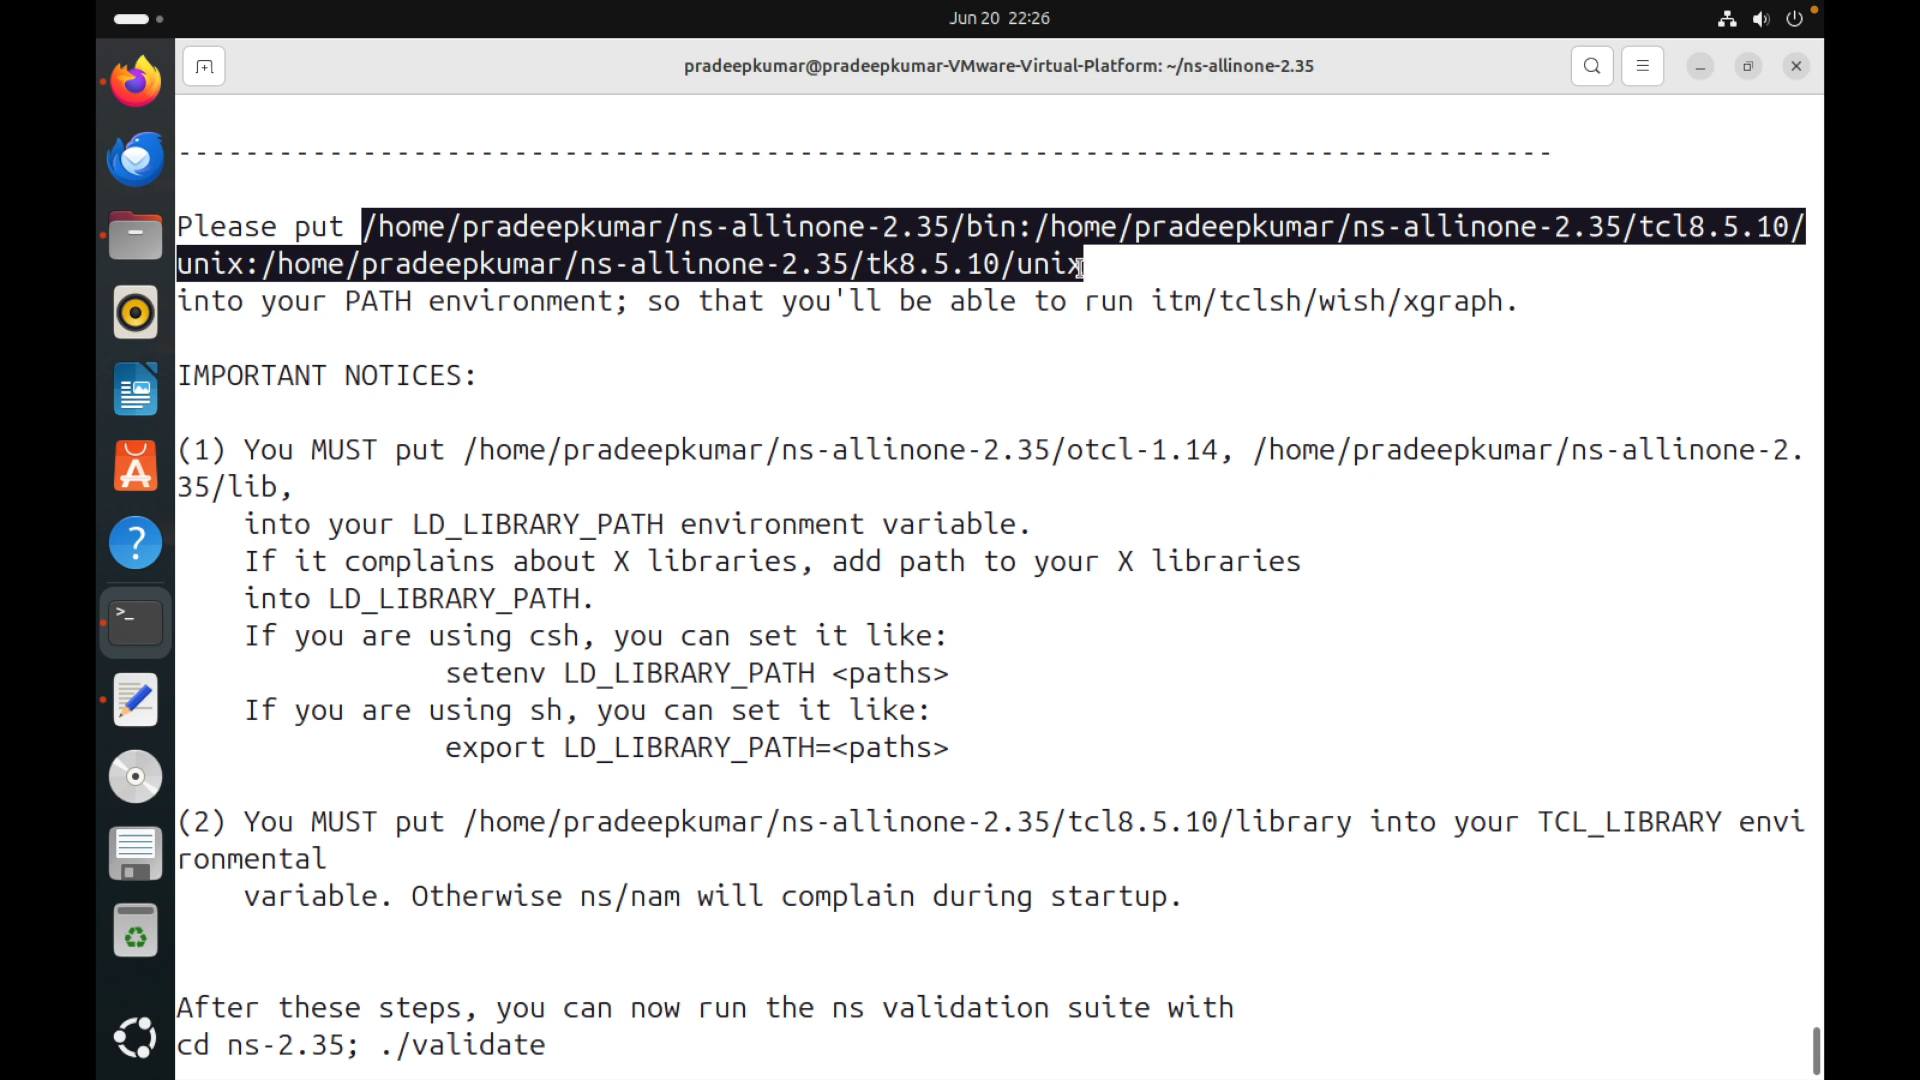 Jun 20 22:26
pradeepkumar@pradeepkumar-VMware-Virtual-Platform: ~/ns-allinone-2.35
---------------------------------------------------------------------------------- 
Please put /home/pradeepkumar/ns-allinone-2.35/bin:/home/pradeepkumar/ns-allinone-2.35/tcl8.5.10/
unix:/home/pradeepkumar/ns-allinone-2.35/tk8.5.10/unix
into your PATH environment; so that you'll be able to run itm/tclsh/wish/xgraph.
IMPORTANT NOTICES:
(1) You MUST put /home/pradeepkumar/ns-allinone-2.35/otcl-1.14, /home/pradeepkumar/ns-allinone-2.
35/lib,
into your LD_LIBRARY_PATH environment variable.
If it complains about X libraries, add path to your X libraries
into LD_LIBRARY_PATH.
If you are using csh, you can set it like:
setenv LD_LIBRARY_PATH <paths>
If you are using sh, you can set it like:
export LD_LIBRARY_PATH=<paths>
(2) You MUST put /home/pradeepkumar/ns-allinone-2.35/tcl8.5.10/library into your TCL_LIBRARY envi
ronmental
variable. Otherwise ns/nam will complain during startup.
After these steps, you can now run the ns validation suite with
cd ns-2.35; ./validate